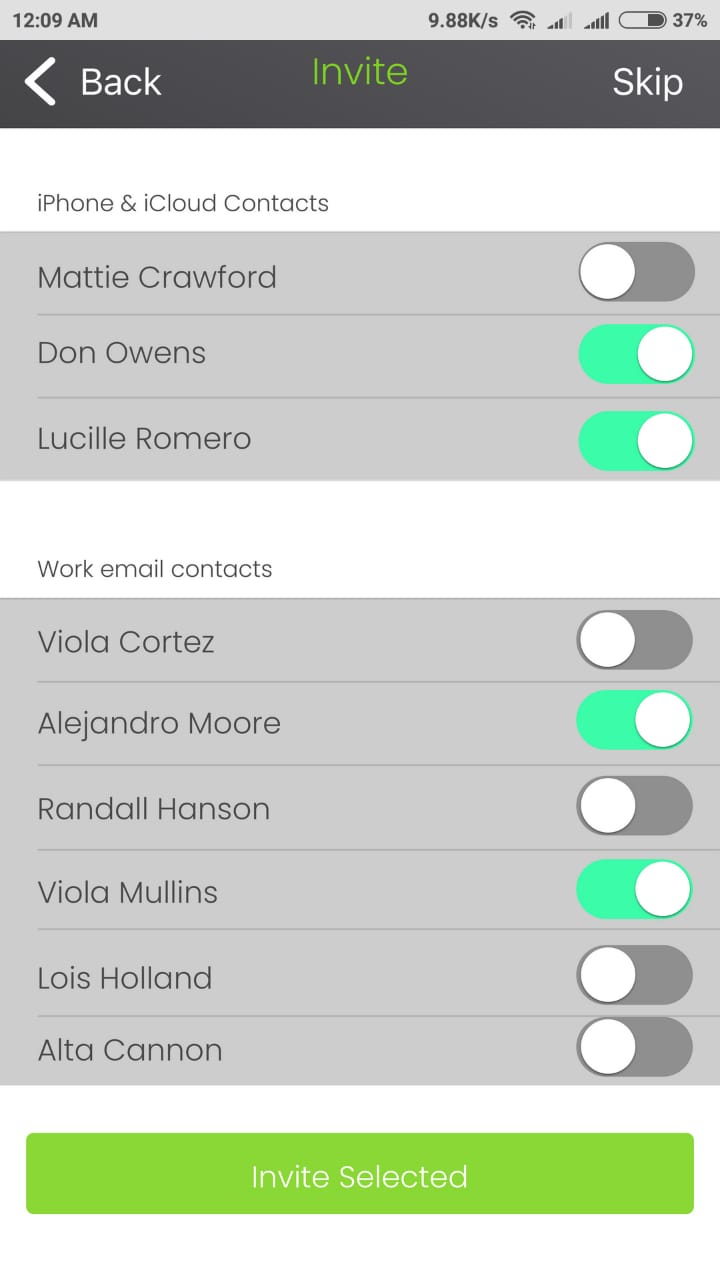 12:09 AM 9.88K/s 37%
Back Invite Skip
iPhone & iCloud Contacts
Mattie Crawford
Don Owens
Lucille Romero
Work email contacts
Viola Cortez
Alejandro Moore
Randall Hanson
Viola Mullins
Lois Holland
Alta Cannon
Invite Selected